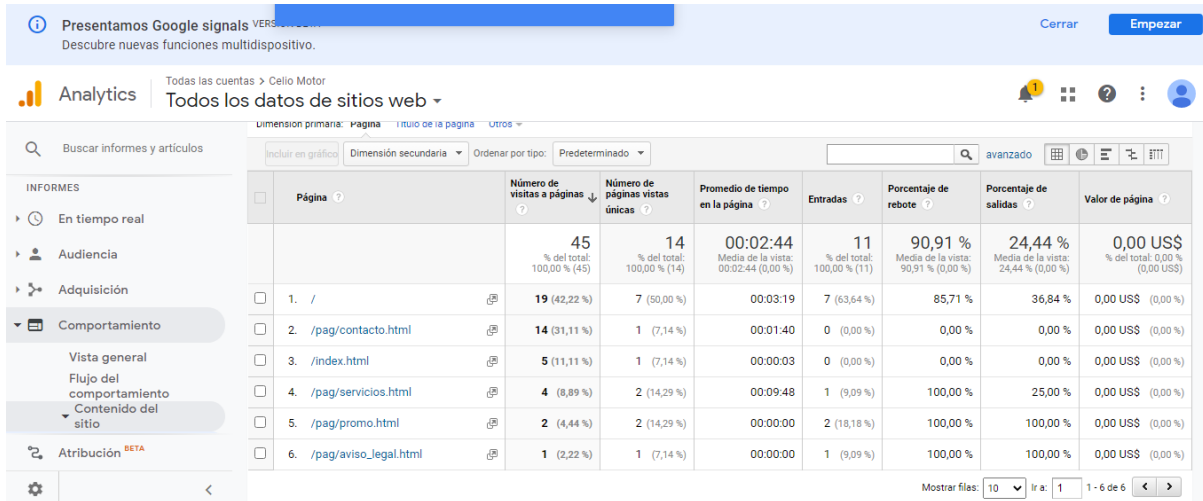 Presentamos Google signals
Descubre nuevas funciones multidispositivo.
Cerrar
Empezar
Analytics
Todas las cuentas > Celio Motor
Todos los datos de sitios web
1
Buscar informes y artículos
INFORMES
En tiempo real
Audiencia
Adquisición
Comportamiento
Vista general
Flujo del
comportamiento
Contenido del
sitio
Atribución BETA
Dimensión primaria: Página Título de la página Otros
Incluir en gráfico Dimensión secundaria Ordenar por tipo: Predeterminado avanzado
Página ?
Número de
visitas a páginas
?
Número de
páginas vistas
únicas ?
Promedio de tiempo
en la página ?
Entradas ?
Porcentaje de
rebote ?
Porcentaje de
salidas ?
Valor de página ?
45
% del total:
100,00 % (45)
14
% del total:
100,00 % (14)
00:02:44
Media de la vista:
00:02:44 (0,00 %)
11
% del total:
100,00 % (11)
90,91 %
Media de la vista:
90,91 % (0,00 %)
24,44 %
Media de la vista:
24,44 % (0,00 %)
0,00 US$
% del total: 0,00 %
(0,00 US$)
1. / 19 (42,22 %) 7 (50,00 %) 00:03:19 7 (63,64 %) 85,71 % 36,84 % 0,00 US$ (0,00 %)
2. /pag/contacto.html 14 (31,11 %) 1 (7,14 %) 00:01:40 0 (0,00 %) 0,00 % 0,00 % 0,00 US$ (0,00 %)
3. /index.html 5 (11,11 %) 1 (7,14 %) 00:00:03 0 (0,00 %) 0,00 % 0,00 % 0,00 US$ (0,00 %)
4. /pag/servicios.html 4 (8,89 %) 2 (14,29 %) 00:09:48 1 (9,09 %) 100,00 % 25,00 % 0,00 US$ (0,00 %)
5. /pag/promo.html 2 (4,44 %) 2 (14,29 %) 00:00:00 2 (18,18 %) 100,00 % 100,00 % 0,00 US$ (0,00 %)
6. /pag/aviso_legal.html 1 (2,22 %) 1 (7,14 %) 00:00:00 1 (9,09 %) 100,00 % 100,00 % 0,00 US$ (0,00 %)
Mostrar filas: 10 Ir a: 1 1 - 6 de 6